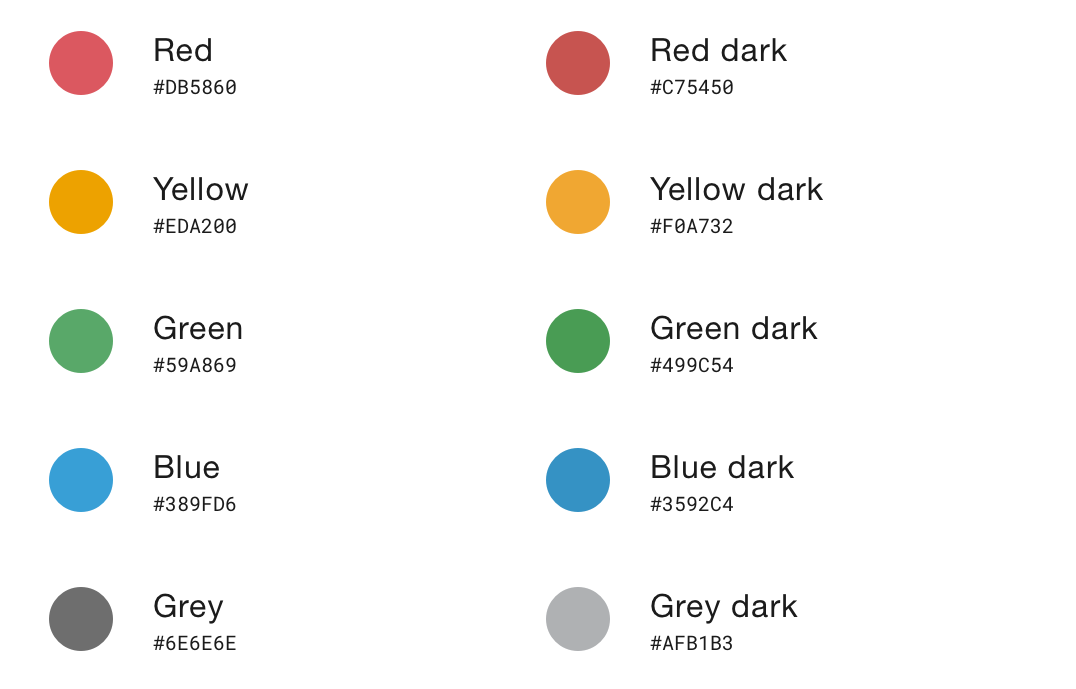 Red
#DB5860
Red dark
#C75450
Yellow
#EDA200
Yellow dark
#F0A732
Green
#59A869
Green dark
#499C54
Blue
#389FD6
Blue dark
#3592C4
Grey
#6E6E6E
Grey dark
#AFB1B3